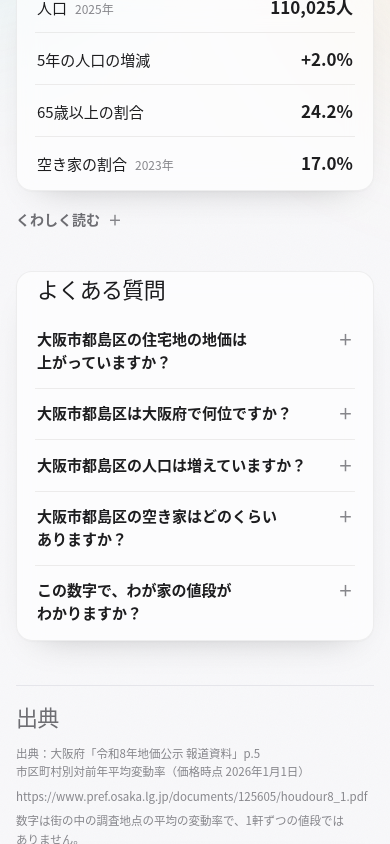 人口 2025年 110,025人
5年の人口の増減 +2.0%
65歳以上の割合 24.2%
空き家の割合 2023年 17.0%
くわしく読む ＋
よくある質問
大阪市都島区の住宅地の地価は ＋
上がっていますか？
大阪市都島区は大阪府で何位ですか？ ＋
大阪市都島区の人口は増えていますか？ ＋
大阪市都島区の空き家はどのくらい ＋
ありますか？
この数字で、わが家の値段が ＋
わかりますか？
出典
出典：大阪府「令和8年地価公示 報道資料」p.5
市区町村別対前年平均変動率（価格時点 2026年1月1日）
https://www.pref.osaka.lg.jp/documents/125605/houdour8_1.pdf
数字は街の中の調査地点の平均の変動率で、1軒ずつの値段では
ありません。